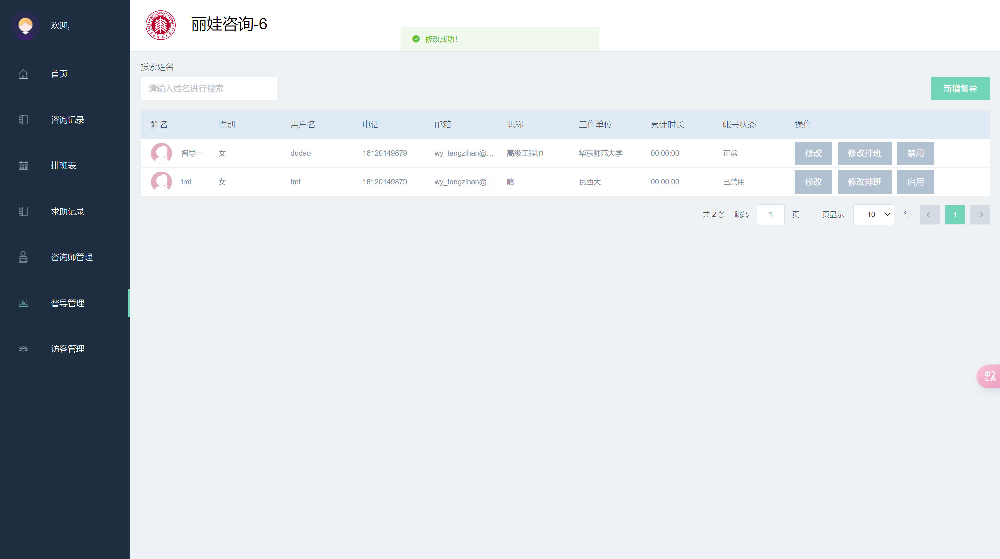 欢迎,
首页
咨询记录
排班表
求助记录
咨询师管理
督导管理
访客管理
EAST CHINA NORMAL UNIVERSITY
华东师范大学
丽娃咨询-6
修改成功!
搜索姓名
请输入姓名进行搜索
新增督导
姓名 性别 用户名 电话 邮箱 职称 工作单位 累计时长 帐号状态 操作
督导一 女 dudao 18120149879 wy_tangzihan@... 高级工程师 华东师范大学 00:00:00 正常 修改 修改排班 禁用
tmt 女 tmt 18120149879 wy_tangzihan@... 略 瓦西大 00:00:00 已禁用 修改 修改排班 启用
共 2 条 跳转 1 页 一页显示 10 行 1
中A